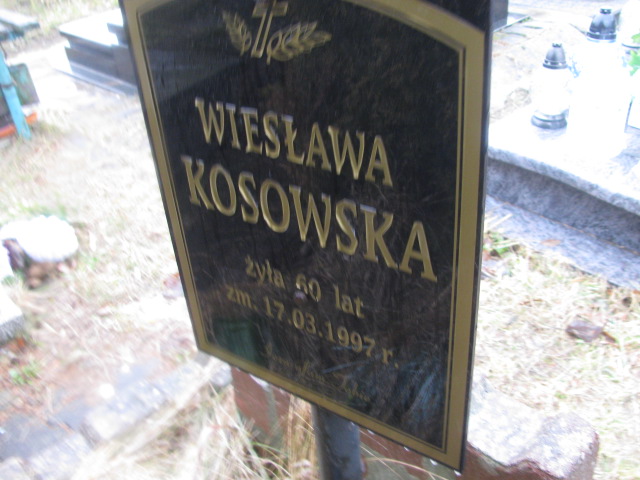 WIESŁAWA
KOSOWSKA
żyła 60 lat
zm. 17.03.1997 r.